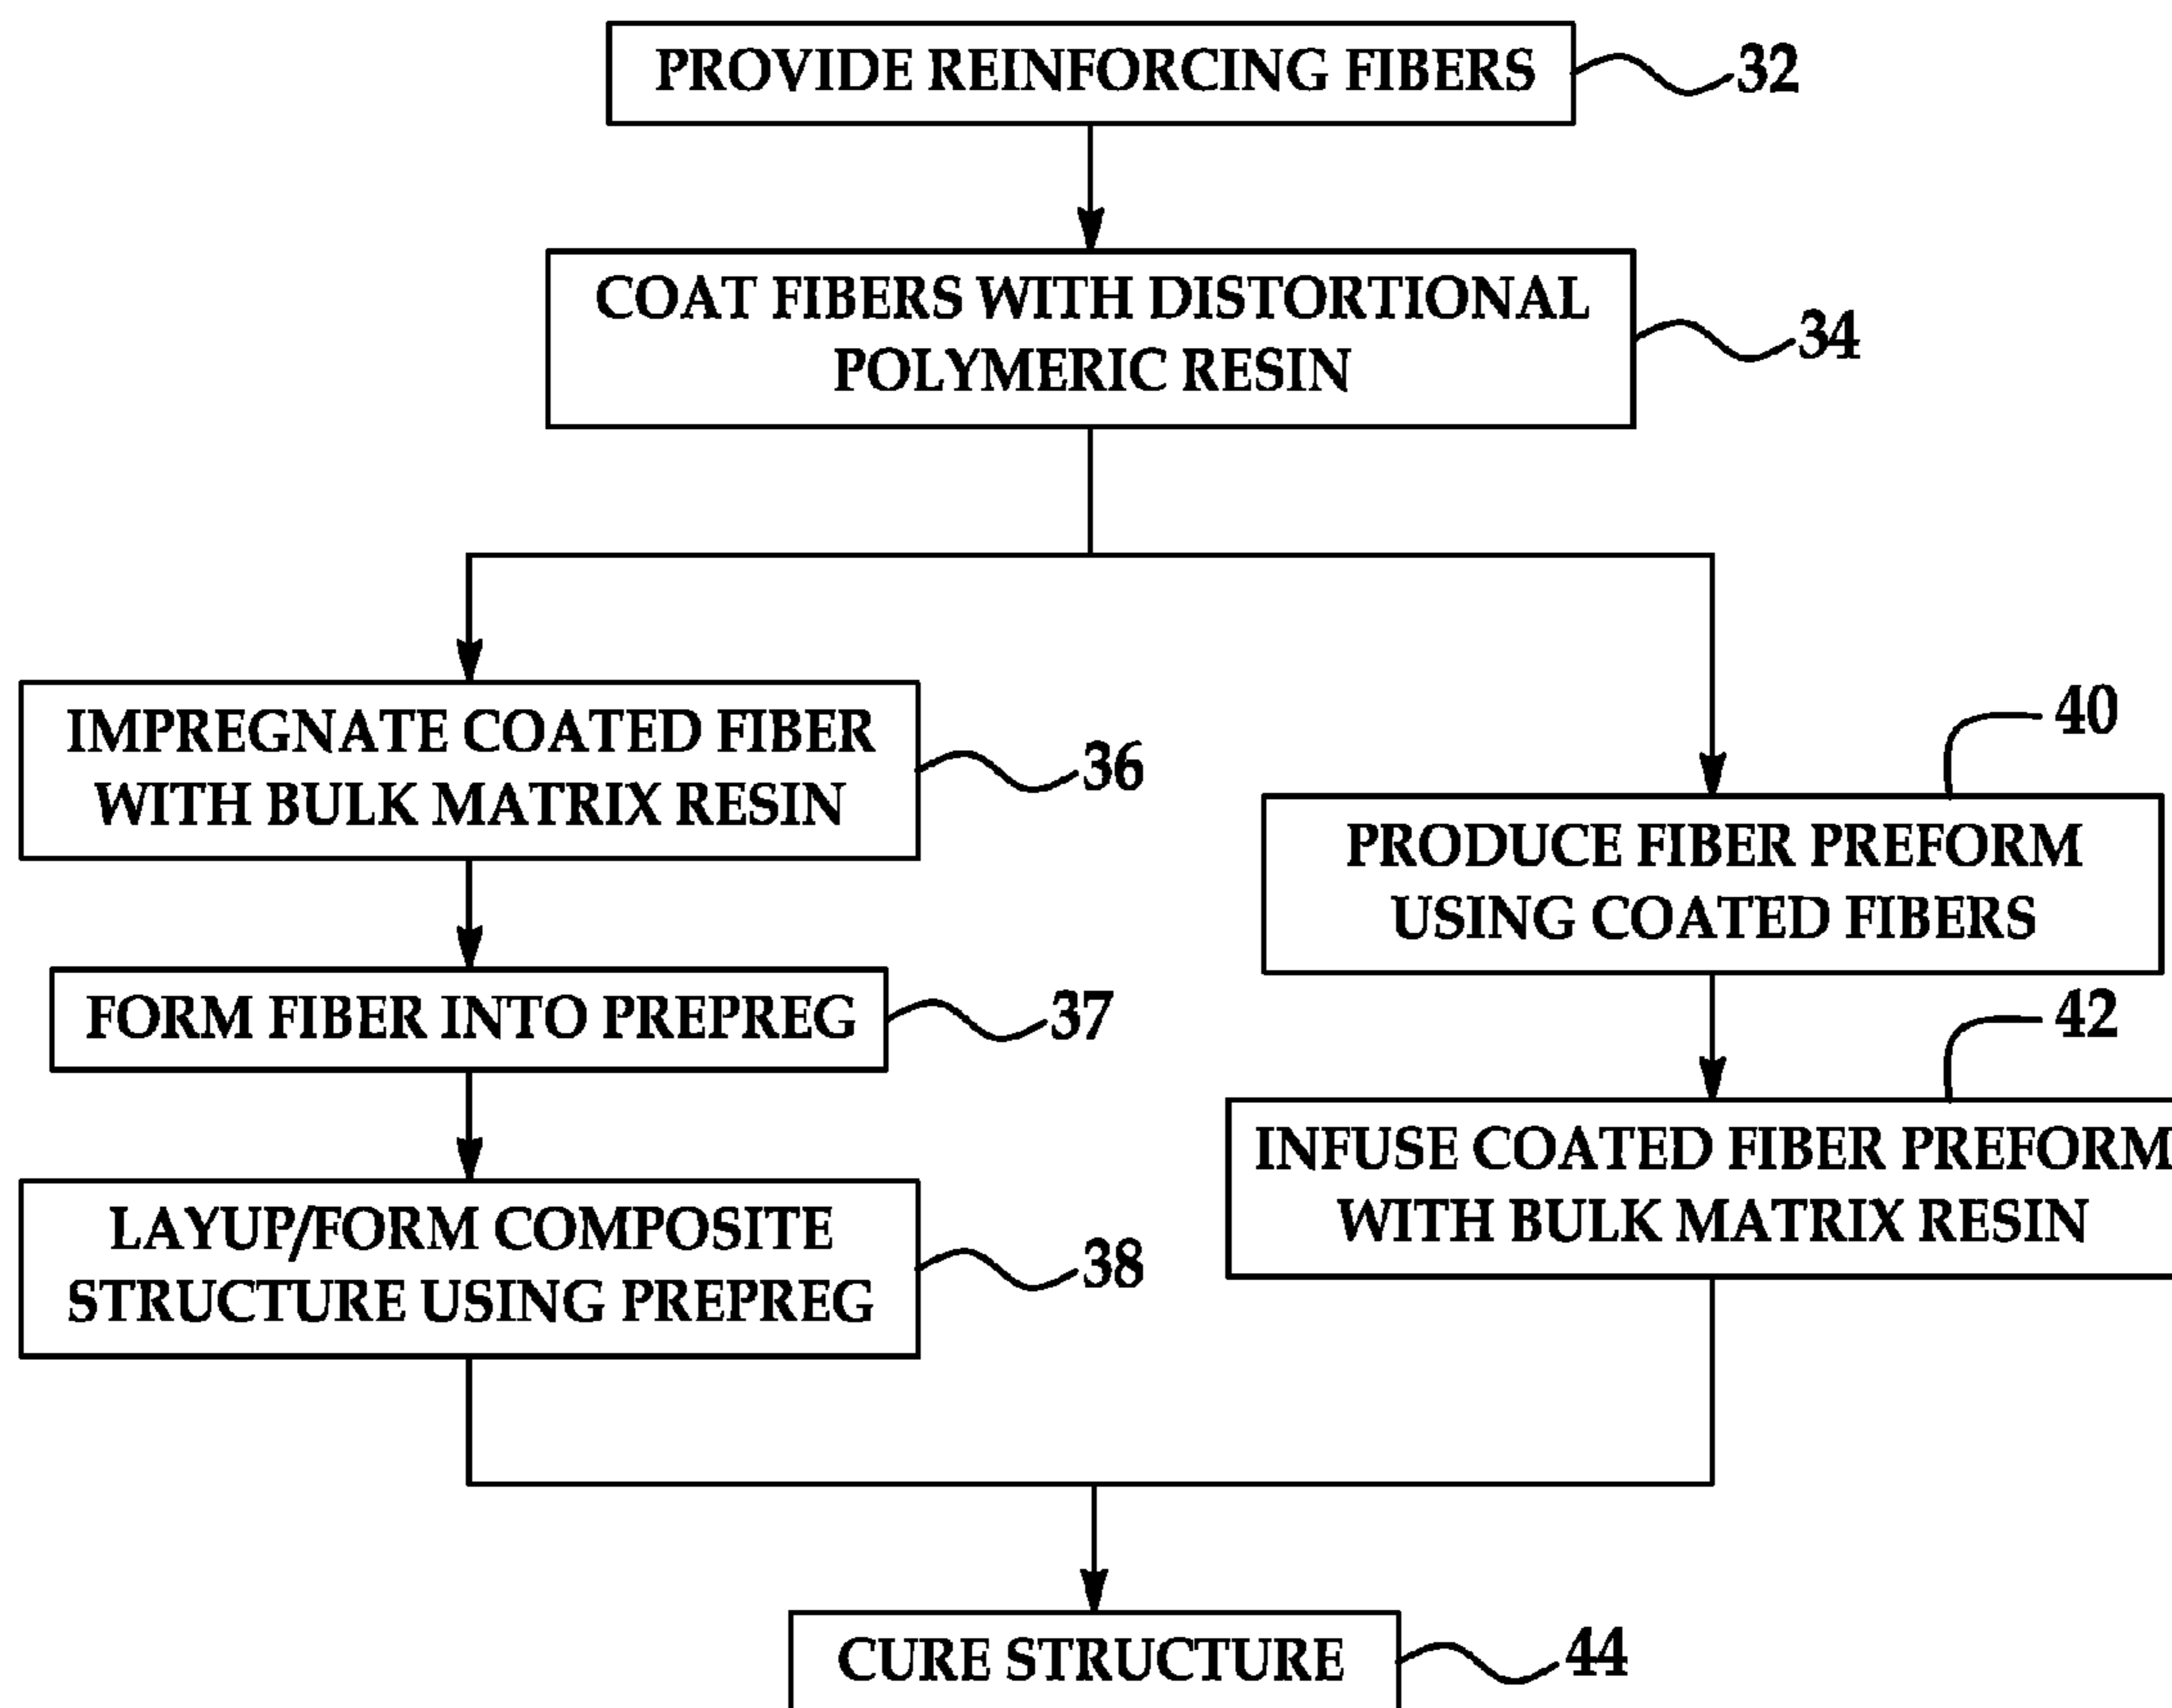 PROVIDE REINFORCING FIBERS
32
COAT FIBERS WITH DISTORTIONAL
POLYMERIC RESIN
34
IMPREGNATE COATED FIBER
WITH BULK MATRIX RESIN
36
FORM FIBER INTO PREPREG
37
LAYUP/FORM COMPOSITE
STRUCTURE USING PREPREG
38
40
PRODUCE FIBER PREFORM
USING COATED FIBERS
42
INFUSE COATED FIBER PREFORM
WITH BULK MATRIX RESIN
CURE STRUCTURE
44